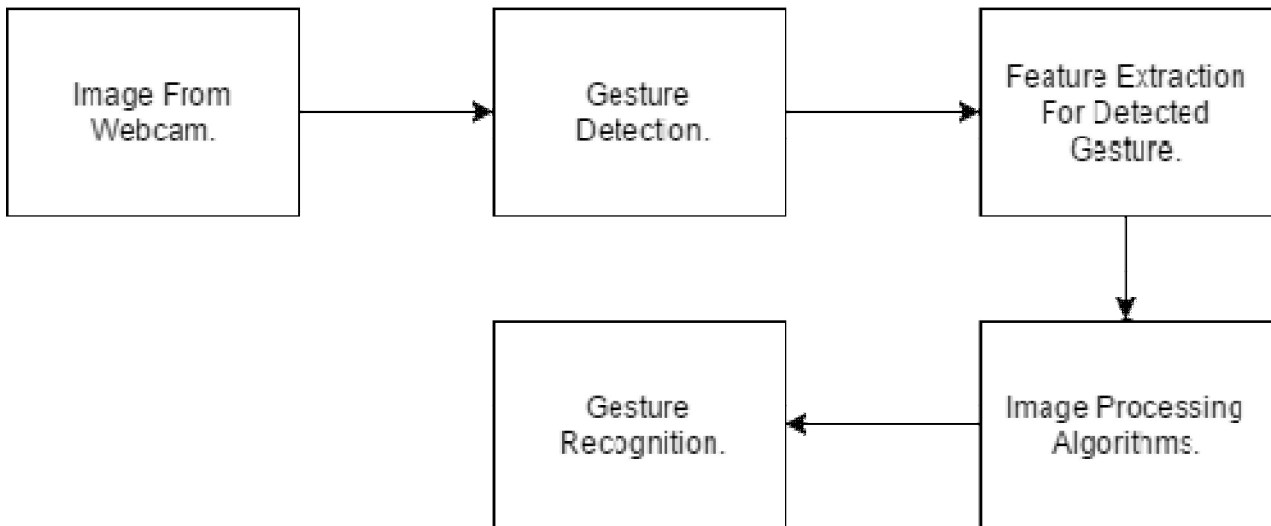 Image From
Webcam.
Gesture
Detection.
Feature Extraction
For Detected
Gesture.
Image Processing
Algorithms.
Gesture
Recognition.